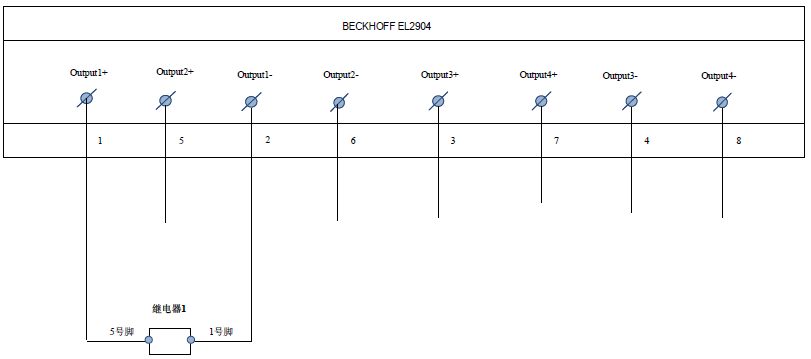 BECKHOFF EL2904
Output1+ Output2+ Output1- Output2- Output3+ Output4+ Output3- Output4-
1 5 2 6 3 7 4 8
继电器1
5号脚 1号脚